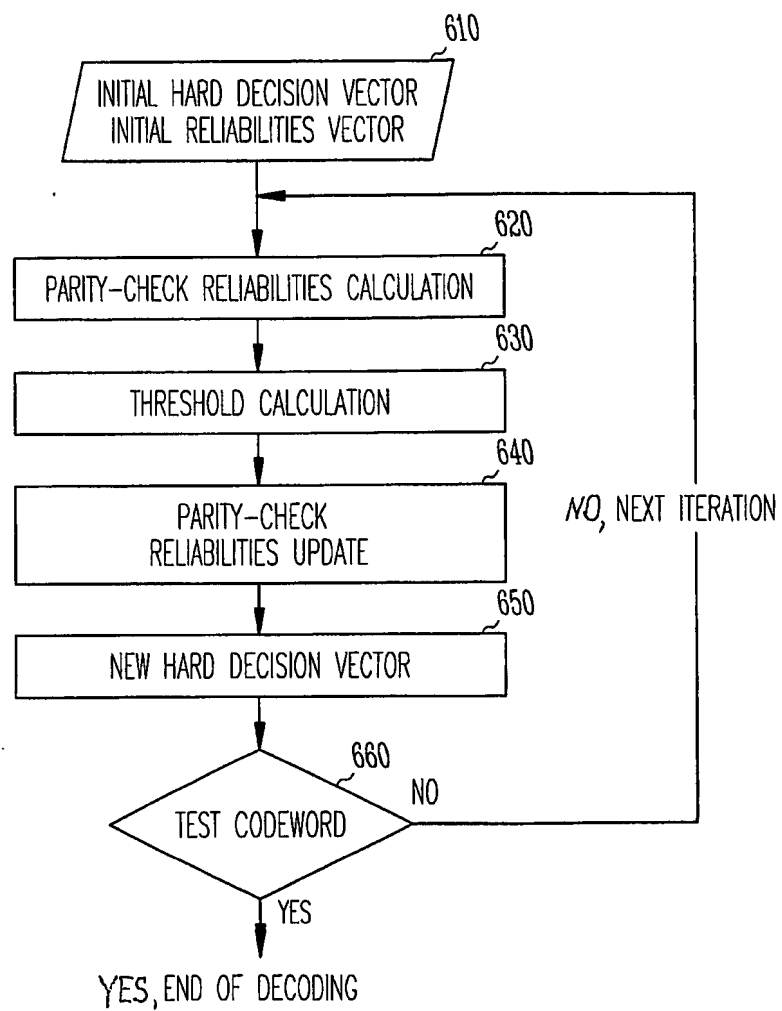 610
INITIAL HARD DECISION VECTOR
INITIAL RELIABILITIES VECTOR
620
PARITY-CHECK RELIABILITIES CALCULATION
630
THRESHOLD CALCULATION
640
PARITY-CHECK
RELIABILITIES UPDATE
NO, NEXT ITERATION
650
NEW HARD DECISION VECTOR
660
TEST CODEWORD
NO
YES
YES, END OF DECODING